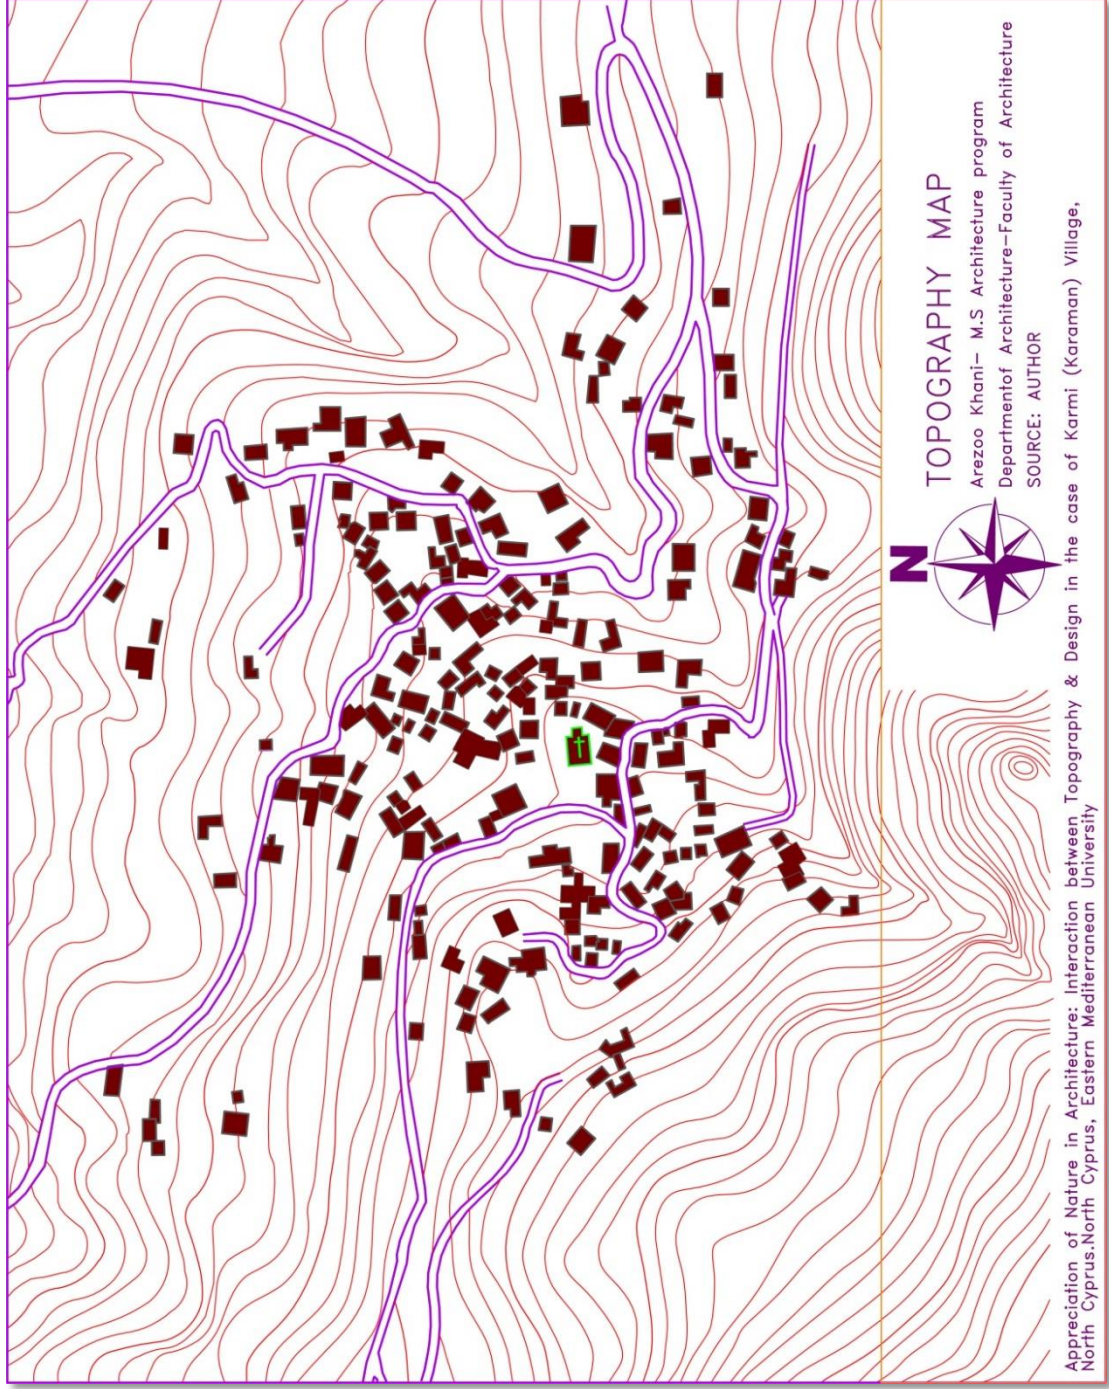 TOPOGRAPHY MAP
Arezoo Khani- M.S Architecture program
Departmentof Architecture-Faculty of Architecture
SOURCE: AUTHOR
N
Appreciation of Nature in Architecture: Interaction between Topography & Design in the case of Karmi (Karaman) Village,
North Cyprus.North Cyprus, Eastern Mediterranean University